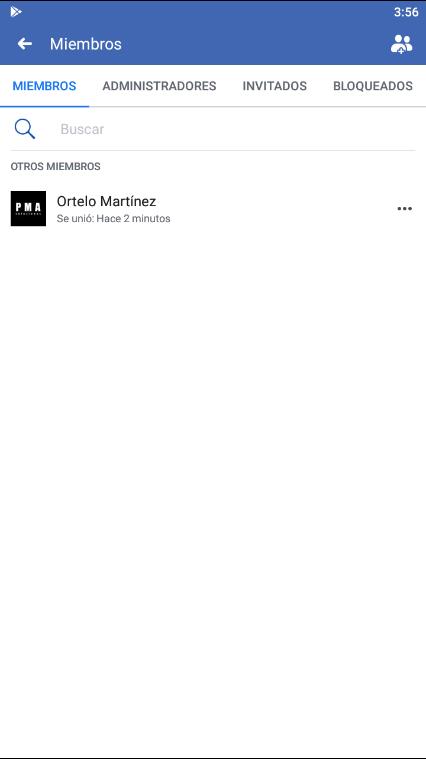 3:56
Miembros
MIEMBROS ADMINISTRADORES INVITADOS BLOQUEADOS
Buscar
OTROS MIEMBROS
PMA
Ortelo Martínez
Se unió: Hace 2 minutos